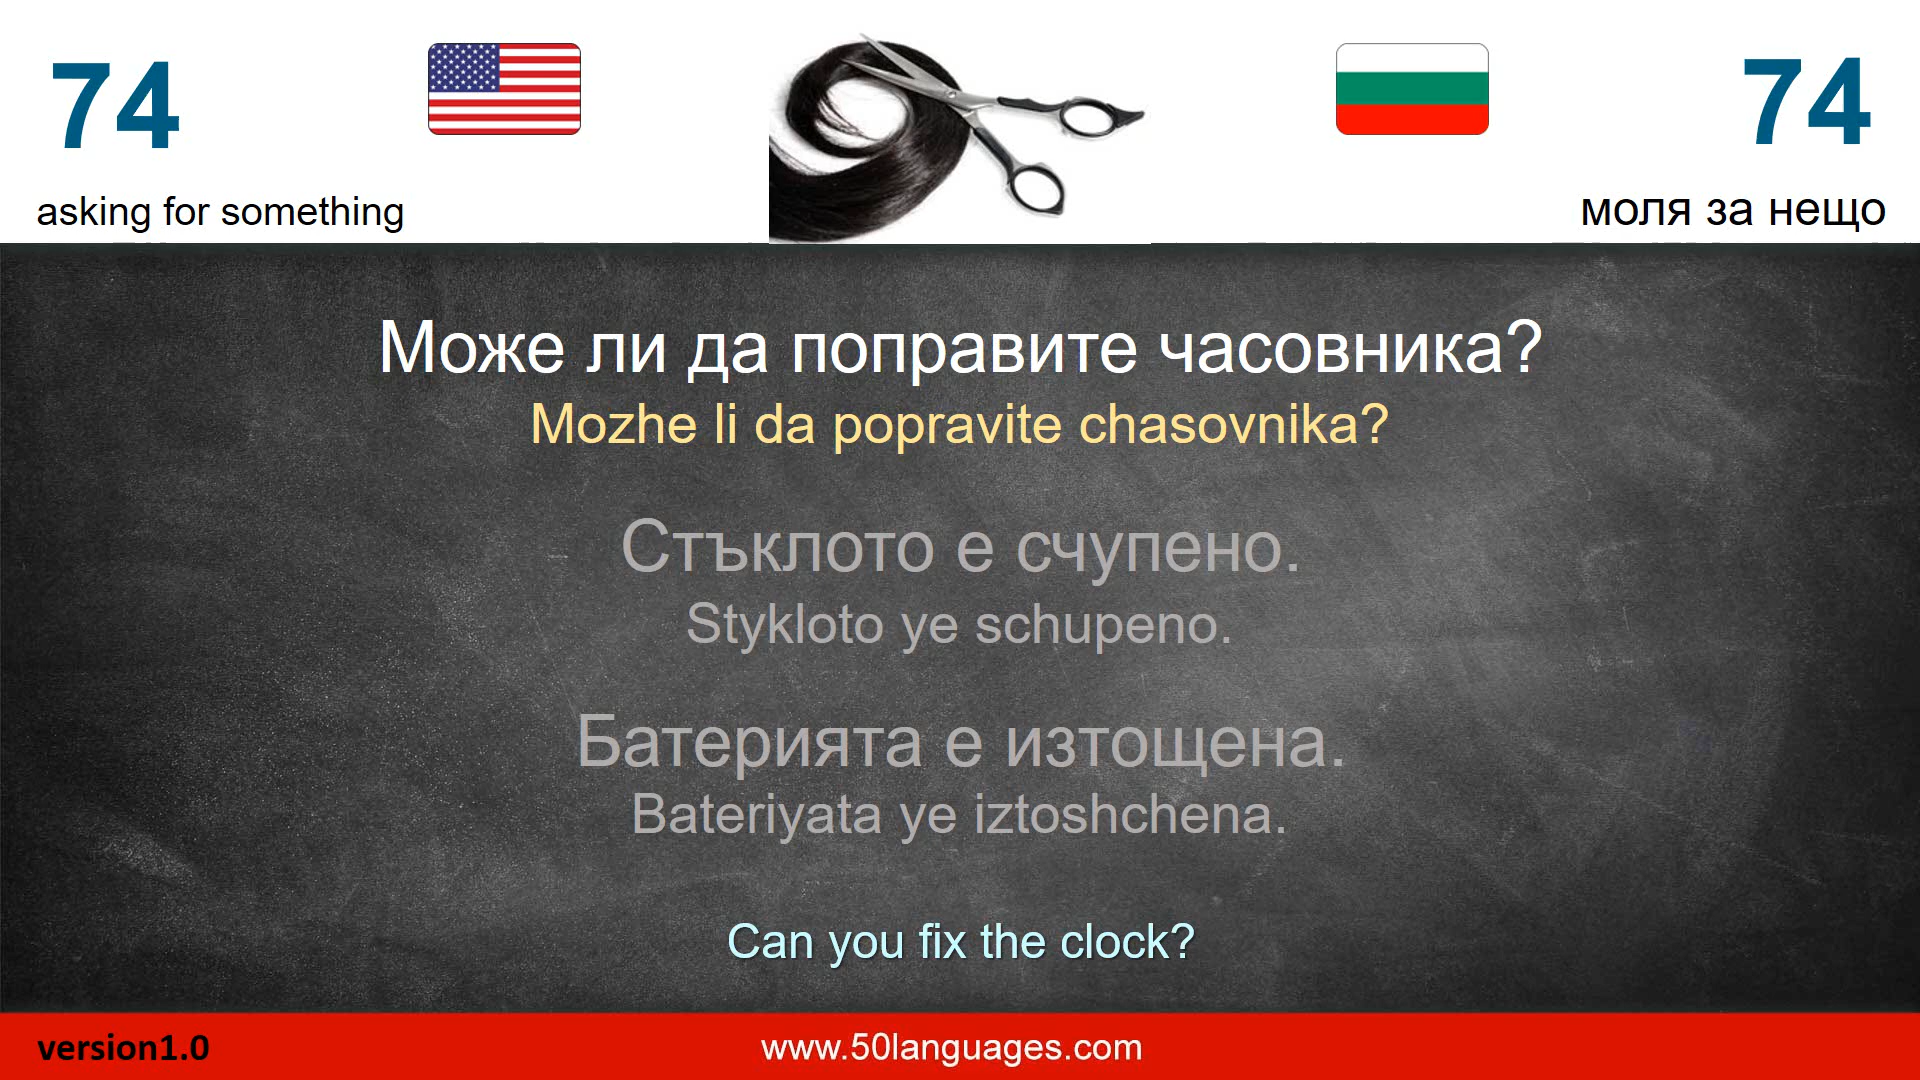 74
74
asking for something
моля за нещо
Може ли да поправите часовника?
Mozhe li da popravite chasovnika?
Стъклото е счупено.
Stykloto ye schupeno.
Батерията е изтощена.
Bateriyata ye iztoshchena.
Can you fix the clock?
version1.0
www.50languages.com